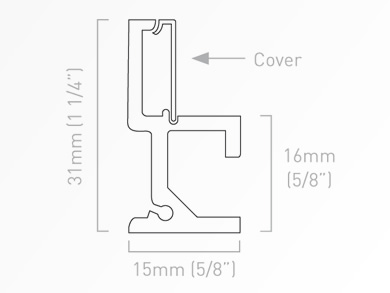 Cover
31mm (1 1/4")
16mm
(5/8")
15mm (5/8")